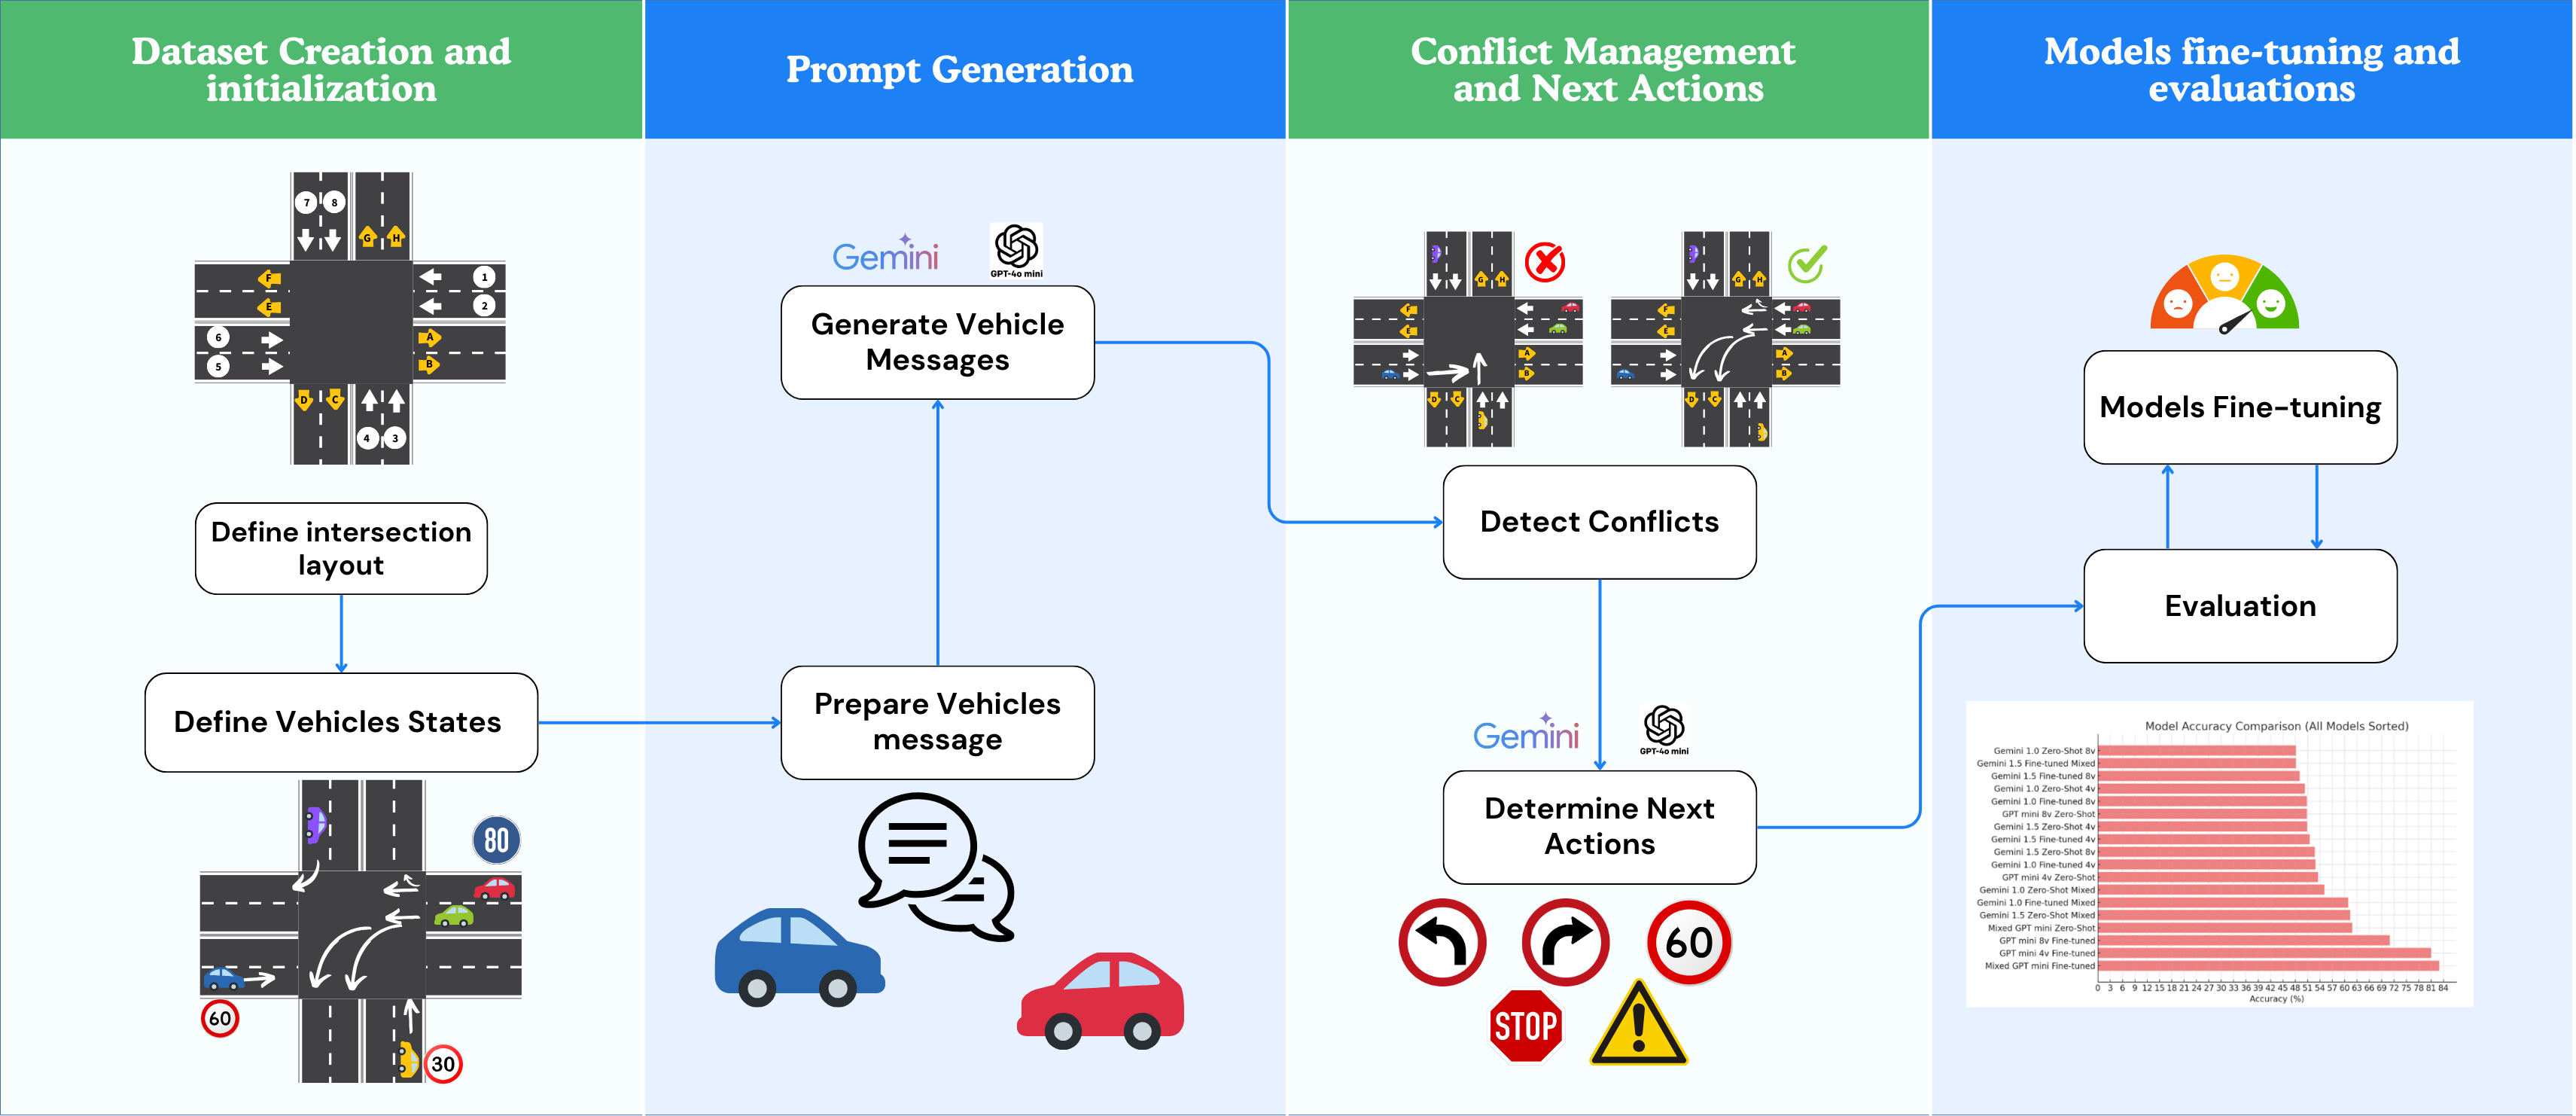 Dataset Creation and
initialization
Prompt Generation
Conflict Management
and Next Actions
Models fine-tuning and
evaluations
7 8
G H
F
1
E
2
6
A
5
B
D C
4 3
Define intersection
layout
Define Vehicles States
80
60
30
Gemini
GPT-4o mini
Generate Vehicle
Messages
Prepare Vehicles
message
G H
F
E
A
B
D C
G H
F
E
A
B
D C
Detect Conflicts
Gemini
GPT-4o mini
Determine Next
Actions
60
STOP
Models Fine-tuning
Evaluation
Model Accuracy Comparison (All Models Sorted)
Gemini 1.0 Zero-Shot 8v
Gemini 1.5 Fine-tuned Mixed
Gemini 1.5 Fine-tuned 8v
Gemini 1.0 Zero-Shot 4v
Gemini 1.0 Fine-tuned 8v
GPT mini 8v Zero-Shot
Gemini 1.5 Zero-Shot 4v
Gemini 1.5 Fine-tuned 4v
Gemini 1.5 Zero-Shot 8v
Gemini 1.0 Fine-tuned 4v
GPT mini 4v Zero-Shot
Gemini 1.0 Zero-Shot Mixed
Gemini 1.0 Fine-tuned Mixed
Gemini 1.5 Zero-Shot Mixed
Mixed GPT mini Zero-Shot
GPT mini 8v Fine-tuned
GPT mini 4v Fine-tuned
Mixed GPT mini Fine-tuned
0 3 6 9 12 15 18 21 24 27 30 33 36 39 42 45 48 51 54 57 60 63 66 69 72 75 78 81 84
Accuracy (%)